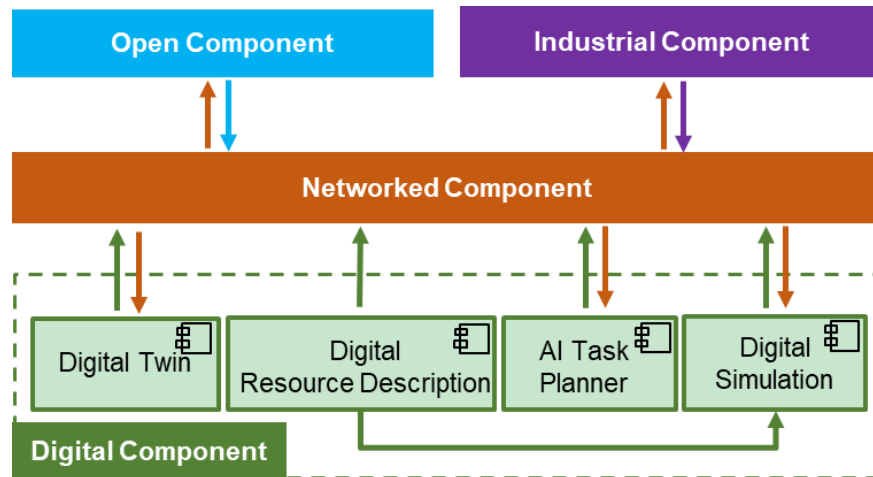 Open Component
Industrial Component
Networked Component
Digital Twin
Digital
Resource Description
AI Task
Planner
Digital
Simulation
Digital Component